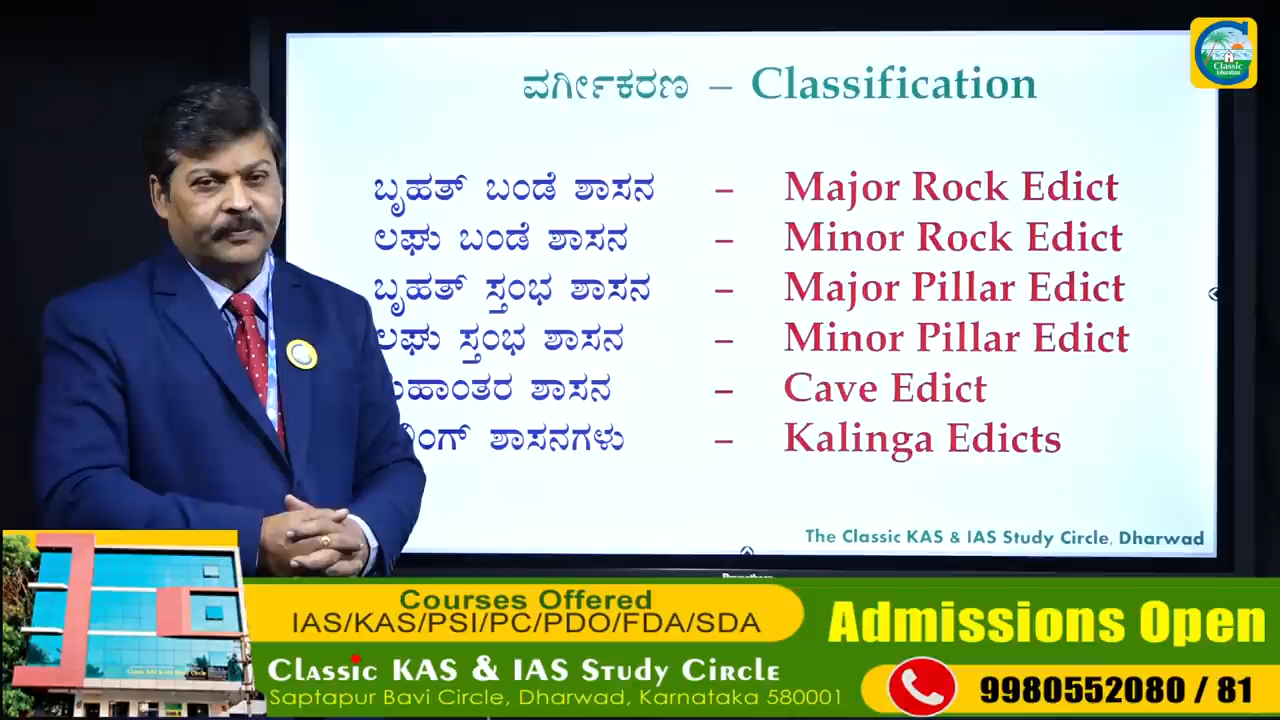 ವರ್ಗೀಕರಣ – Classification
ಬೃಹತ್ ಬಂಡೆ ಶಾಸನ – Major Rock Edict
ಲಘು ಬಂಡೆ ಶಾಸನ – Minor Rock Edict
ಬೃಹತ್ ಸ್ತಂಭ ಶಾಸನ – Major Pillar Edict
ಲಘು ಸ್ತಂಭ ಶಾಸನ – Minor Pillar Edict
ಶಾಸನ – Cave Edict
ಶಾಸನಗಳು – Kalinga Edicts
The Classic KAS & IAS Study Circle, Dharwad
Classic
Education
Courses Offered
IAS/KAS/PSI/PC/PDO/FDA/SDA
Classic KAS & IAS Study Circle
Saptapur Bavi Circle, Dharwad, Karnataka 580001
Admissions Open
9980552080 / 81